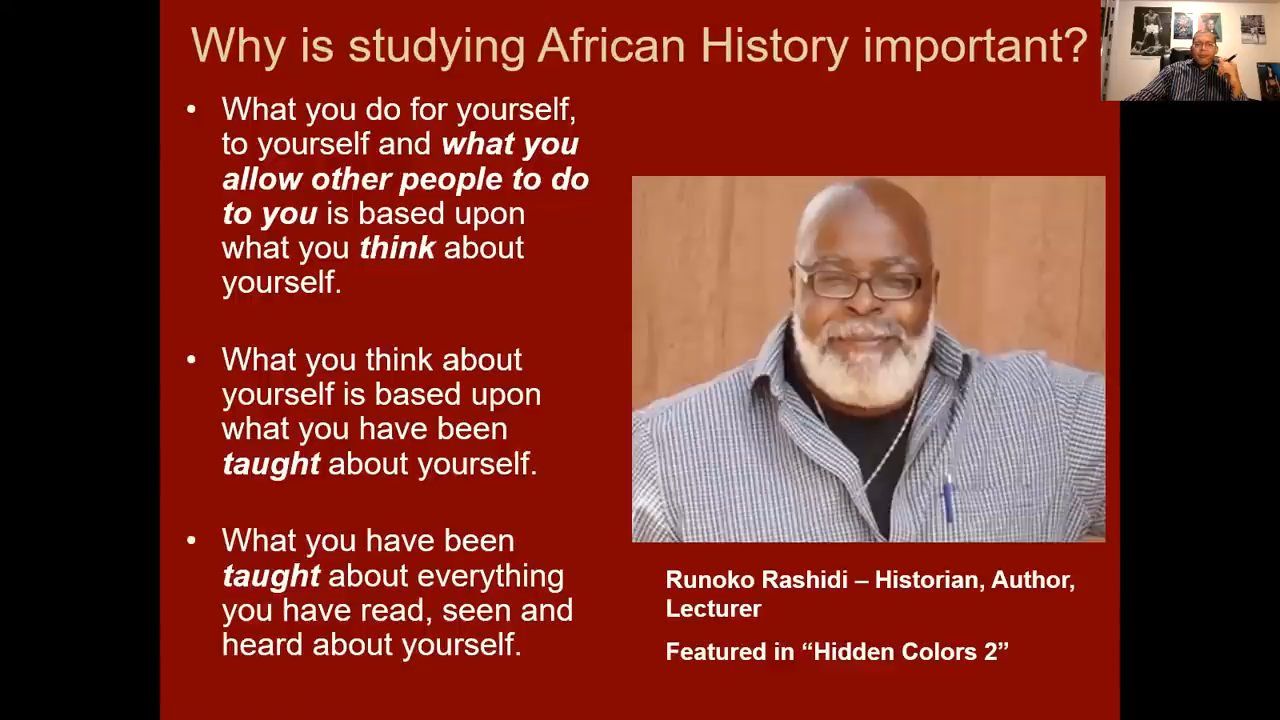 Why is studying African History important?
• What you do for yourself,
to yourself and what you
allow other people to do
to you is based upon
what you think about
yourself.
• What you think about
yourself is based upon
what you have been
taught about yourself.
• What you have been
taught about everything
you have read, seen and
heard about yourself.
Runoko Rashidi – Historian, Author,
Lecturer
Featured in “Hidden Colors 2”